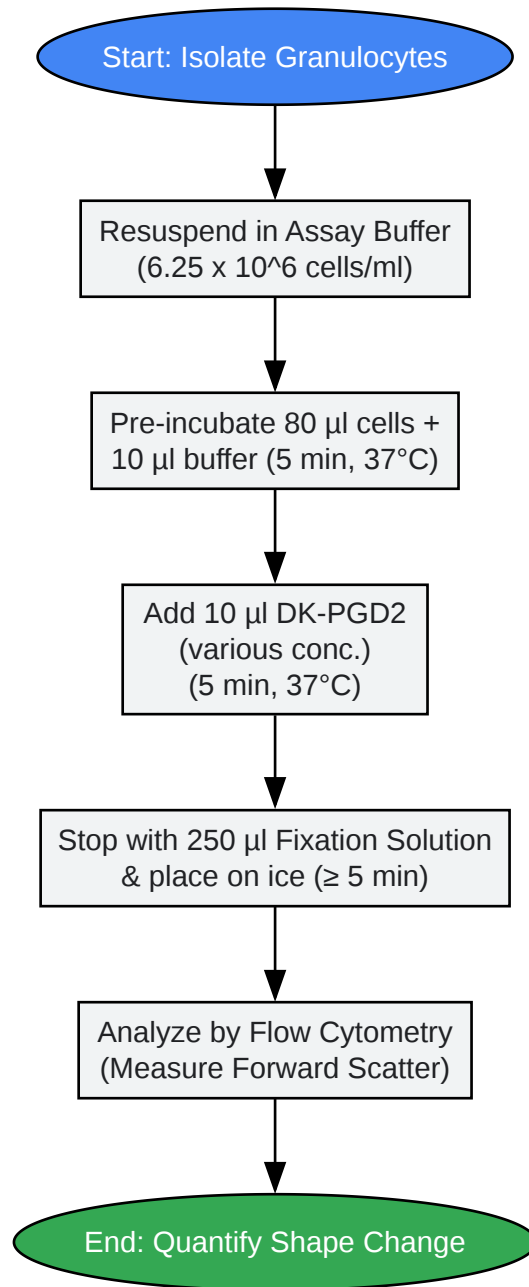 Start: Isolate Granulocytes
Resuspend in Assay Buffer
(6.25 x 10^6 cells/ml)
Pre-incubate 80 µl cells +
10 µl buffer (5 min, 37°C)
Add 10 µl DK-PGD2
(various conc.)
(5 min, 37°C)
Stop with 250 µl Fixation Solution
& place on ice (≥ 5 min)
Analyze by Flow Cytometry
(Measure Forward Scatter)
End: Quantify Shape Change